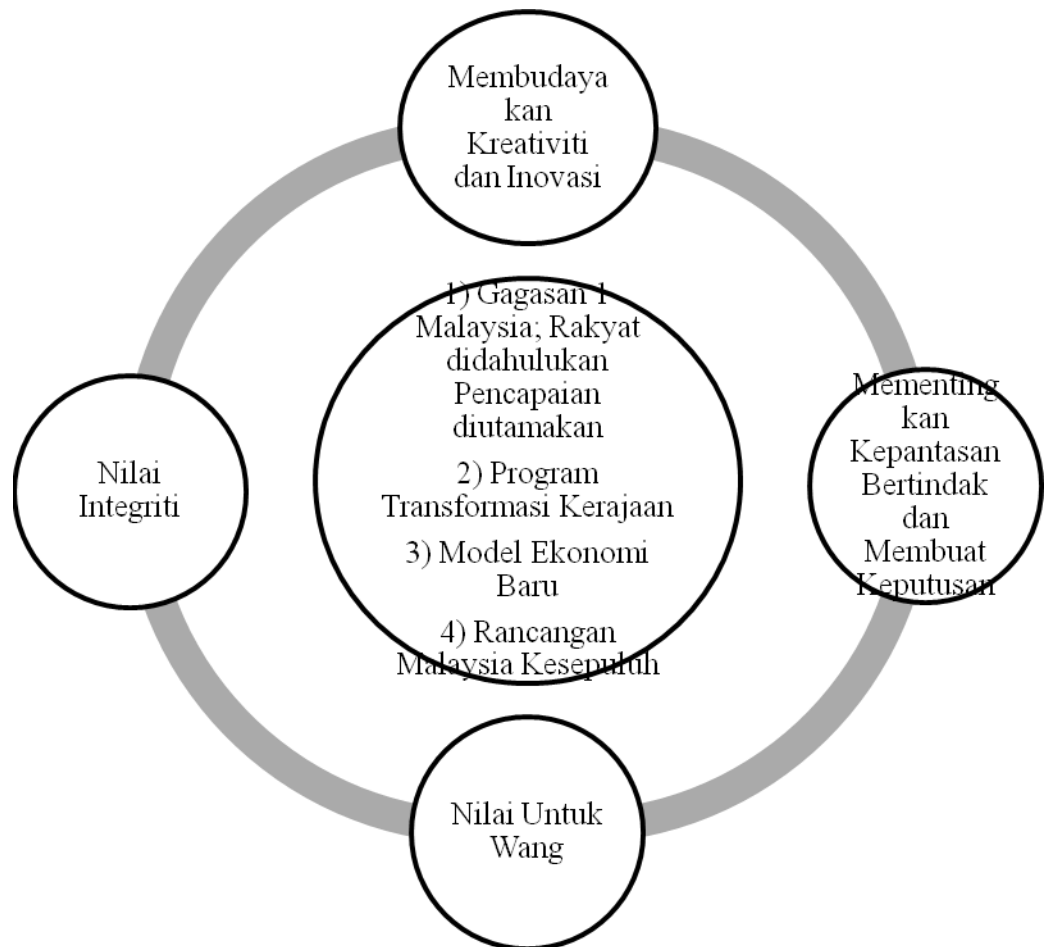 Membudaya
kan
Kreativiti
dan Inovasi
1) Gagasan 1
Malaysia; Rakyat
didahulukan
Pencapaian
diutamakan
2) Program
Transformasi Kerajaan
3) Model Ekonomi
Baru
4) Rancangan
Malaysia Kesepuluh
Nilai
Integriti
Mementing
kan
Kepantasan
Bertindak
dan
Membuat
Keputusan
Nilai Untuk
Wang